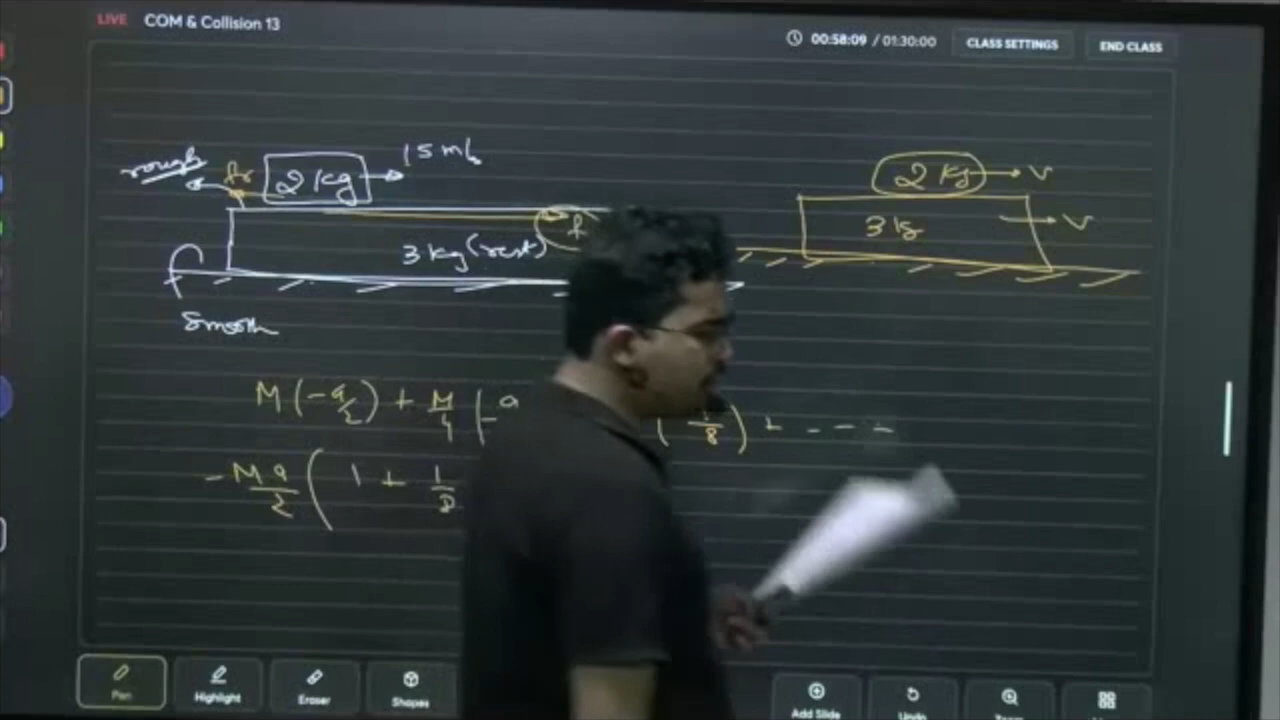 LIVE COM & Collision 13
00:58:09 / 01:30:00 CLASS SETTINGS END CLASS
rough fr 2 kg 15 m/s
3 kg (rest) f
Smooth
2 kg v
3 kg v
M(-a/2) + M/4 (-a 1/8) + - - -
-Ma/2 ( 1 + 1/8
Pen Highlight Eraser Shapes Add Slide Undo